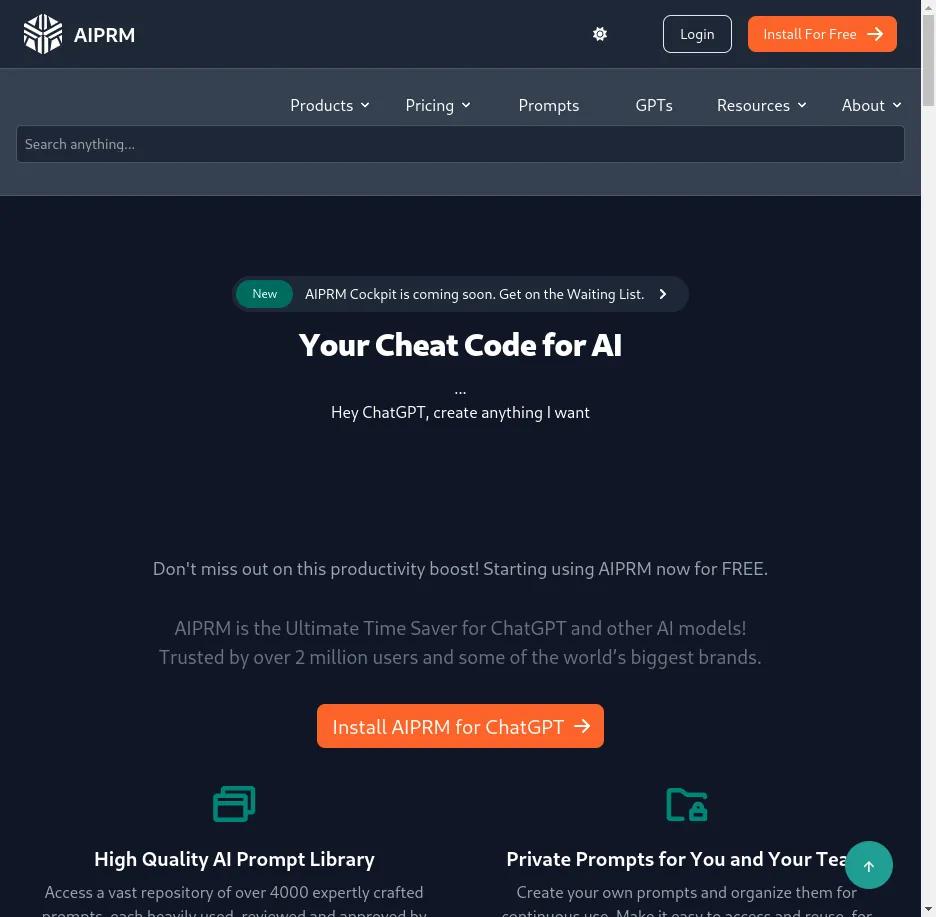 AIPRM
Login
Install For Free
Products
Pricing
Prompts
GPTs
Resources
About
Search anything...
New
AIPRM Cockpit is coming soon. Get on the Waiting List.
Your Cheat Code for AI
...
Hey ChatGPT, create anything I want
Don't miss out on this productivity boost! Starting using AIPRM now for FREE.
AIPRM is the Ultimate Time Saver for ChatGPT and other AI models!
Trusted by over 2 million users and some of the world’s biggest brands.
Install AIPRM for ChatGPT
High Quality AI Prompt Library
Access a vast repository of over 4000 expertly crafted
prompts, each heavily used, reviewed and approved by
Private Prompts for You and Your
Create your own prompts and organize them for
continuous use. Make it easy to access and reuse, for